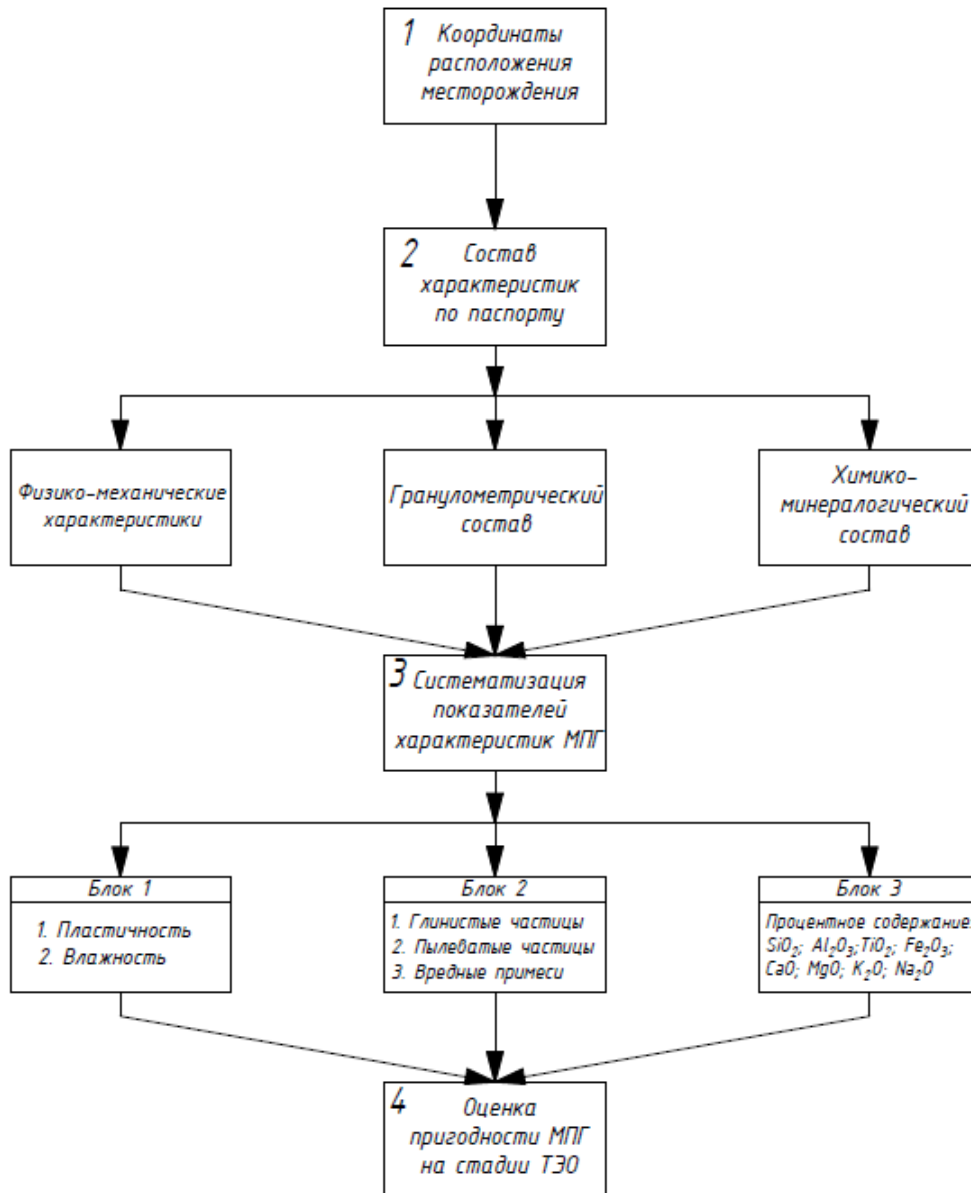 1 Координаты
расположения
месторождения
2 Состав
характеристик
по паспорту
Физико-механические
характеристики
Гранулометрический
состав
Химико-
минералогический
состав
3 Систематизация
показателей
характеристик МПГ
Блок 1
1. Пластичность
2. Влажность
Блок 2
1. Глинистые частицы
2. Пылеватые частицы
3. Вредные примеси
Блок 3
Процентное содержание:
SiO₂; Al₂O₃;TiO₂; Fe₂O₃;
CaO; MgO; K₂O; Na₂O
4 Оценка
пригодности МПГ
на стадии ТЭО